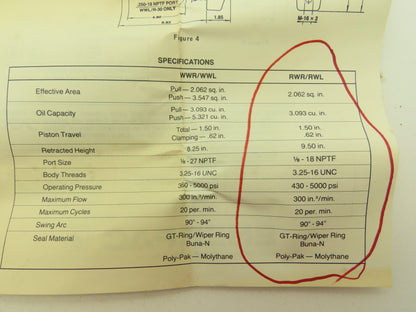 .250-18 NPTF PORT
WWL/R-30 ONLY
1.85
M-16 × 2
Figure 4
SPECIFICATIONS
WWR/WWL RWR/RWL
Effective Area Pull — 2.062 sq. in. 2.062 sq. in.
Push — 3.547 sq. in.
Oil Capacity Pull — 3.093 cu. in. 3.093 cu. in.
Push — 5.321 cu. in.
Piston Travel Total — 1.50 in. 1.50 in.
Clamping — .62 in. .62 in.
Retracted Height 8.25 in. 9.50 in.
Port Size ⅛ - 27 NPTF ⅛ - 18 NPTF
Body Threads 3.25-16 UNC 3.25-16 UNC
Operating Pressure 360 - 5000 psi 430 - 5000 psi
Maximum Flow 300 in.³/min. 300 in.³/min.
Maximum Cycles 20 per. min. 20 per. min.
Swing Arc 90° - 94° 90° - 94°
Seal Material GT-Ring/Wiper Ring GT-Ring/Wiper Ring
Buna-N Buna-N
Poly-Pak — Molythane Poly-Pak — Molythane